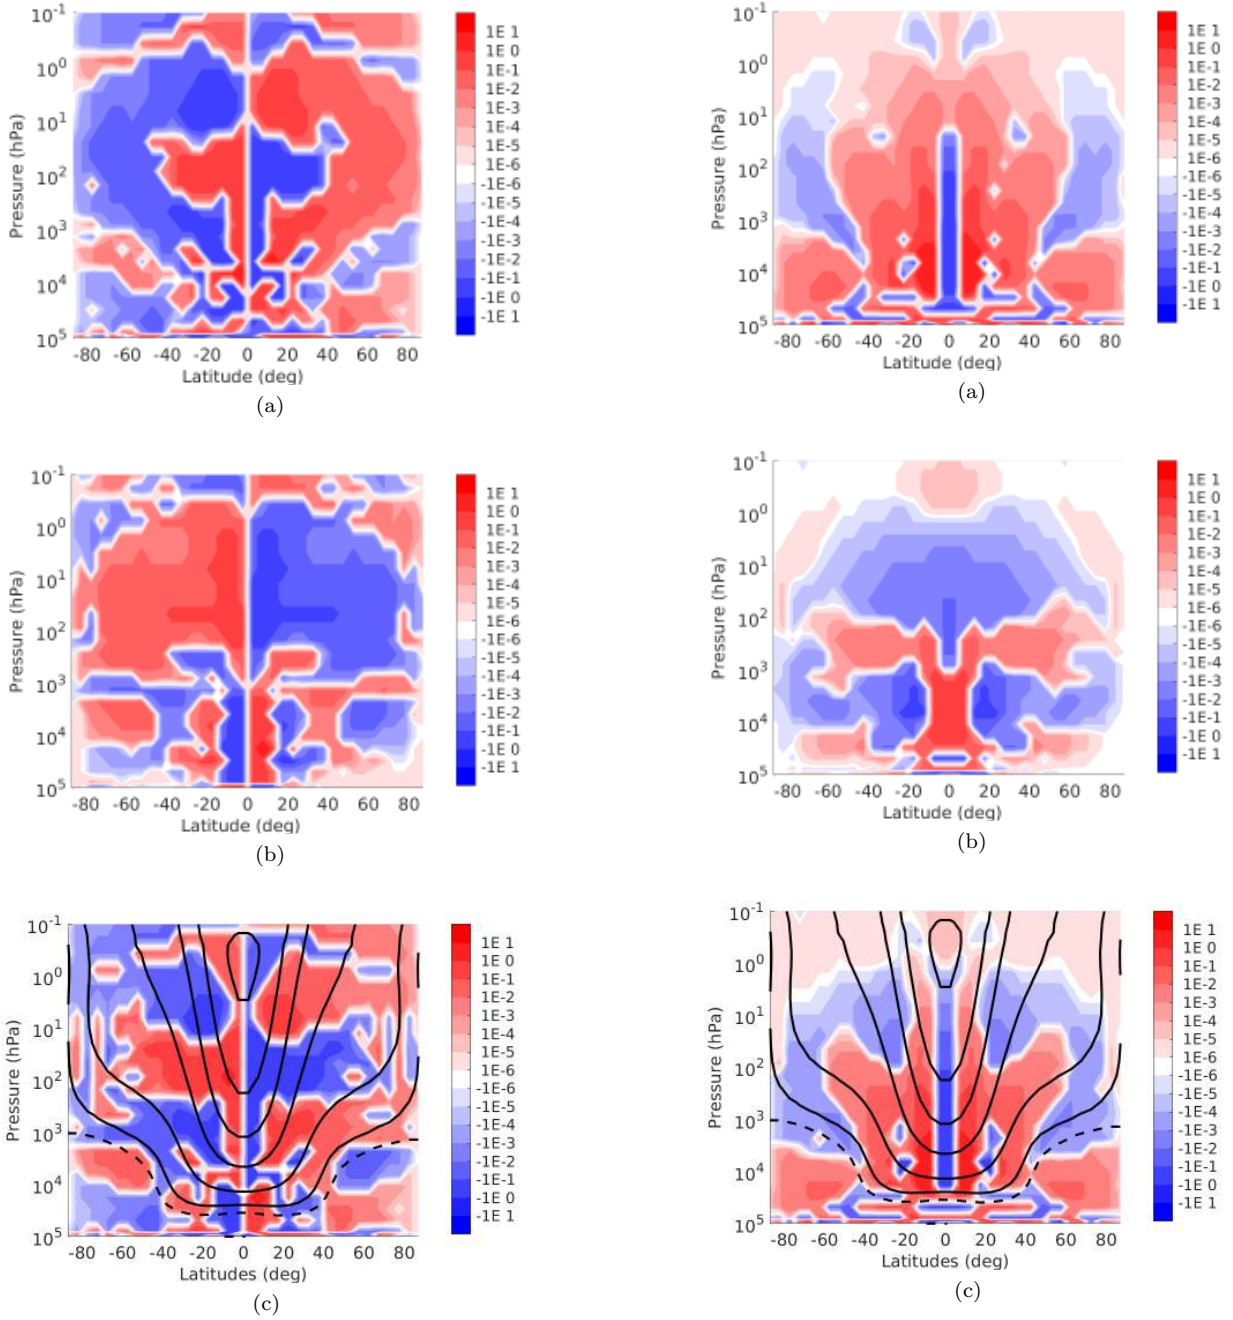 10^-1
10^0
10^1
10^2
10^3
10^4
10^5
Pressure (hPa)
-80 -60 -40 -20 0 20 40 60 80
Latitude (deg)
1E 1
1E 0
1E-1
1E-2
1E-3
1E-4
1E-5
1E-6
-1E-6
-1E-5
-1E-4
-1E-3
-1E-2
-1E-1
-1E 0
-1E 1
(a)
10^-1
10^0
10^1
10^2
10^3
10^4
10^5
Pressure (hPa)
-80 -60 -40 -20 0 20 40 60 80
Latitude (deg)
1E 1
1E 0
1E-1
1E-2
1E-3
1E-4
1E-5
1E-6
-1E-6
-1E-5
-1E-4
-1E-3
-1E-2
-1E-1
-1E 0
-1E 1
(a)
10^-1
10^0
10^1
10^2
10^3
10^4
10^5
Pressure (hPa)
-80 -60 -40 -20 0 20 40 60 80
Latitude (deg)
1E 1
1E 0
1E-1
1E-2
1E-3
1E-4
1E-5
1E-6
-1E-6
-1E-5
-1E-4
-1E-3
-1E-2
-1E-1
-1E 0
-1E 1
(b)
10^-1
10^0
10^1
10^2
10^3
10^4
10^5
Pressure (hPa)
-80 -60 -40 -20 0 20 40 60 80
Latitude (deg)
1E 1
1E 0
1E-1
1E-2
1E-3
1E-4
1E-5
1E-6
-1E-6
-1E-5
-1E-4
-1E-3
-1E-2
-1E-1
-1E 0
-1E 1
(b)
10^-1
10^0
10^1
10^2
10^3
10^4
10^5
Pressure (hPa)
-80 -60 -40 -20 0 20 40 60 80
Latitudes (deg)
1E 1
1E 0
1E-1
1E-2
1E-3
1E-4
1E-5
1E-6
-1E-6
-1E-5
-1E-4
-1E-3
-1E-2
-1E-1
-1E 0
-1E 1
(c)
10^-1
10^0
10^1
10^2
10^3
10^4
10^5
Pressure (hPa)
-80 -60 -40 -20 0 20 40 60 80
Latitudes (deg)
1E 1
1E 0
1E-1
1E-2
1E-3
1E-4
1E-5
1E-6
-1E-6
-1E-5
-1E-4
-1E-3
-1E-2
-1E-1
-1E 0
-1E 1
(c)